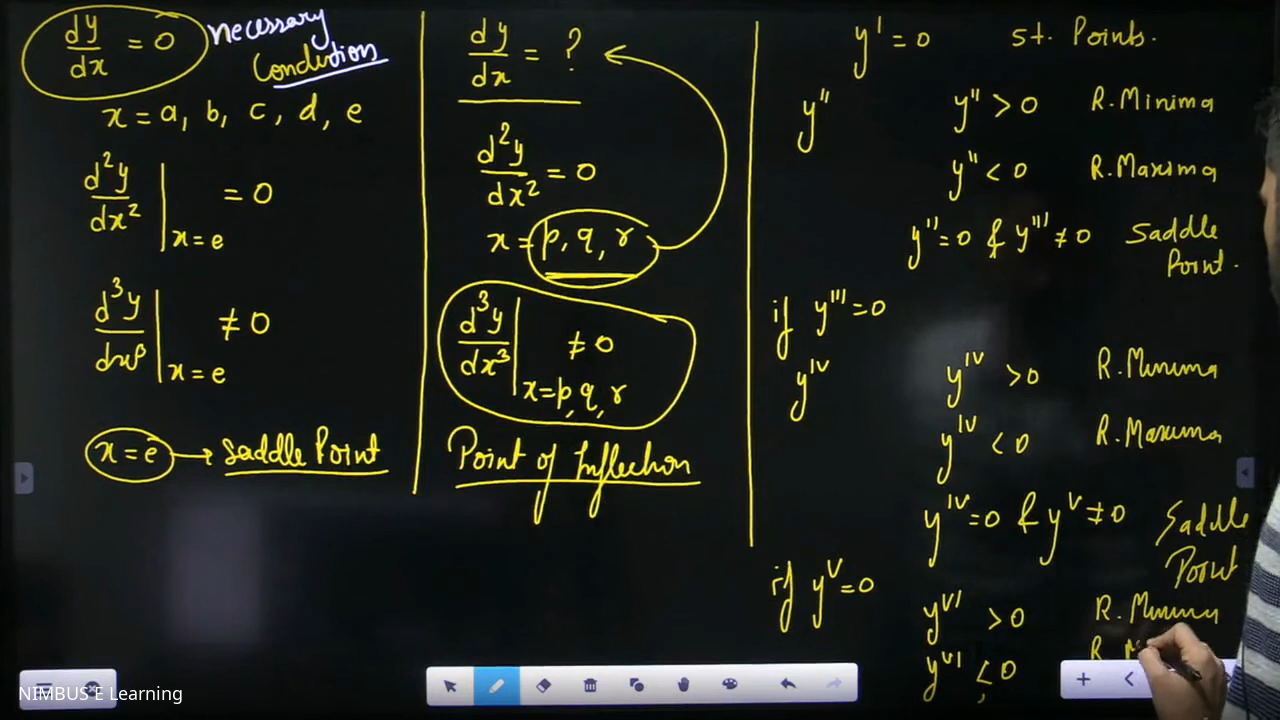 dy/dx = 0 necessary
Condition
x = a, b, c, d, e
d²y/dx² |x=e = 0
d³y/dx³ |x=e ≠ 0
x = e → Saddle Point
dy/dx = ?
d²y/dx² = 0
x = p, q, r
d³y/dx³ |x=p,q,r ≠ 0
Point of Inflection
y' = 0 St. Points.
y'' y'' > 0 R. Minima
y'' < 0 R. Maxima
y'' = 0 & y''' ≠ 0 Saddle
Point.
if y''' = 0
y^IV y^IV > 0 R. Minima
y^IV < 0 R. Maxima
y^IV = 0 & y^V ≠ 0 Saddle
Point
if y^V = 0
y^VI > 0 R. Minima
y^VI < 0 R.
NIMBUS E Learning